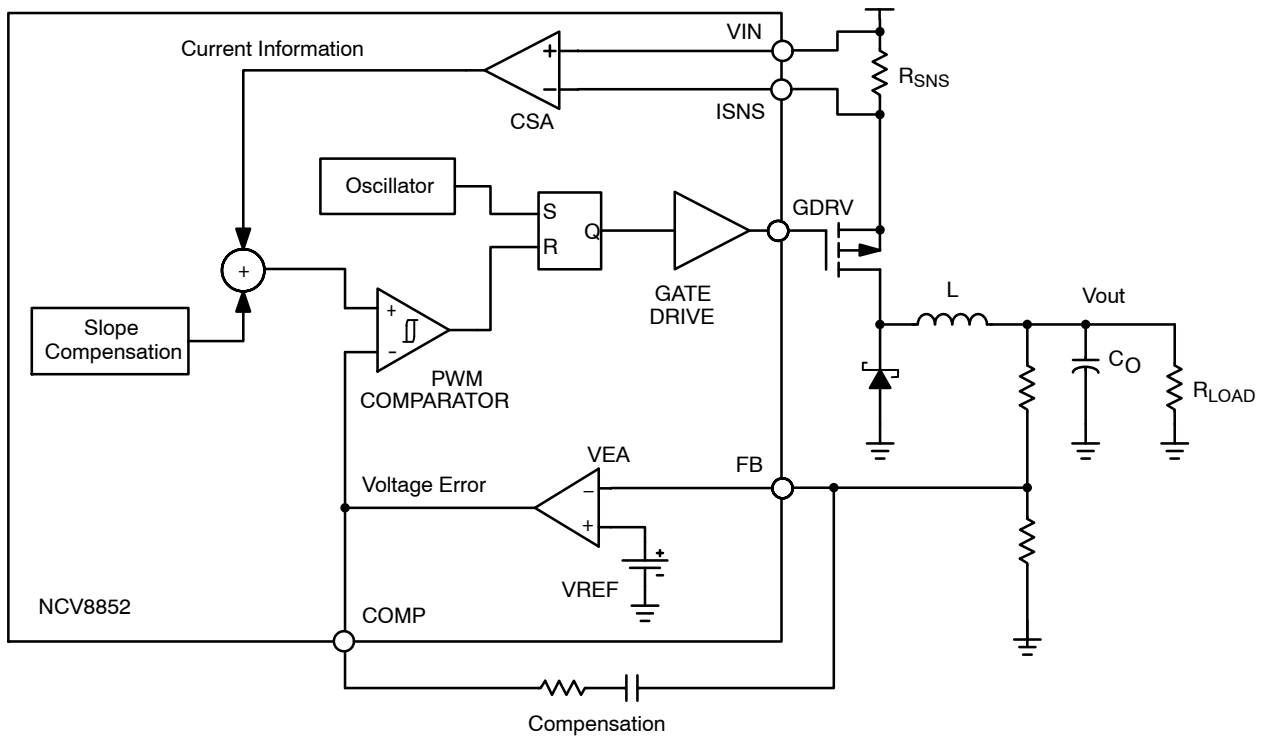 VIN
Current Information
+
−
RSNS
CSA
ISNS
Oscillator
S
R
Q
GDRV
GATE
DRIVE
+
Slope
Compensation
+
−
PWM
COMPARATOR
L
Vout
CO
RLOAD
VEA
FB
Voltage Error
−
+
+
-
VREF
NCV8852
COMP
Compensation